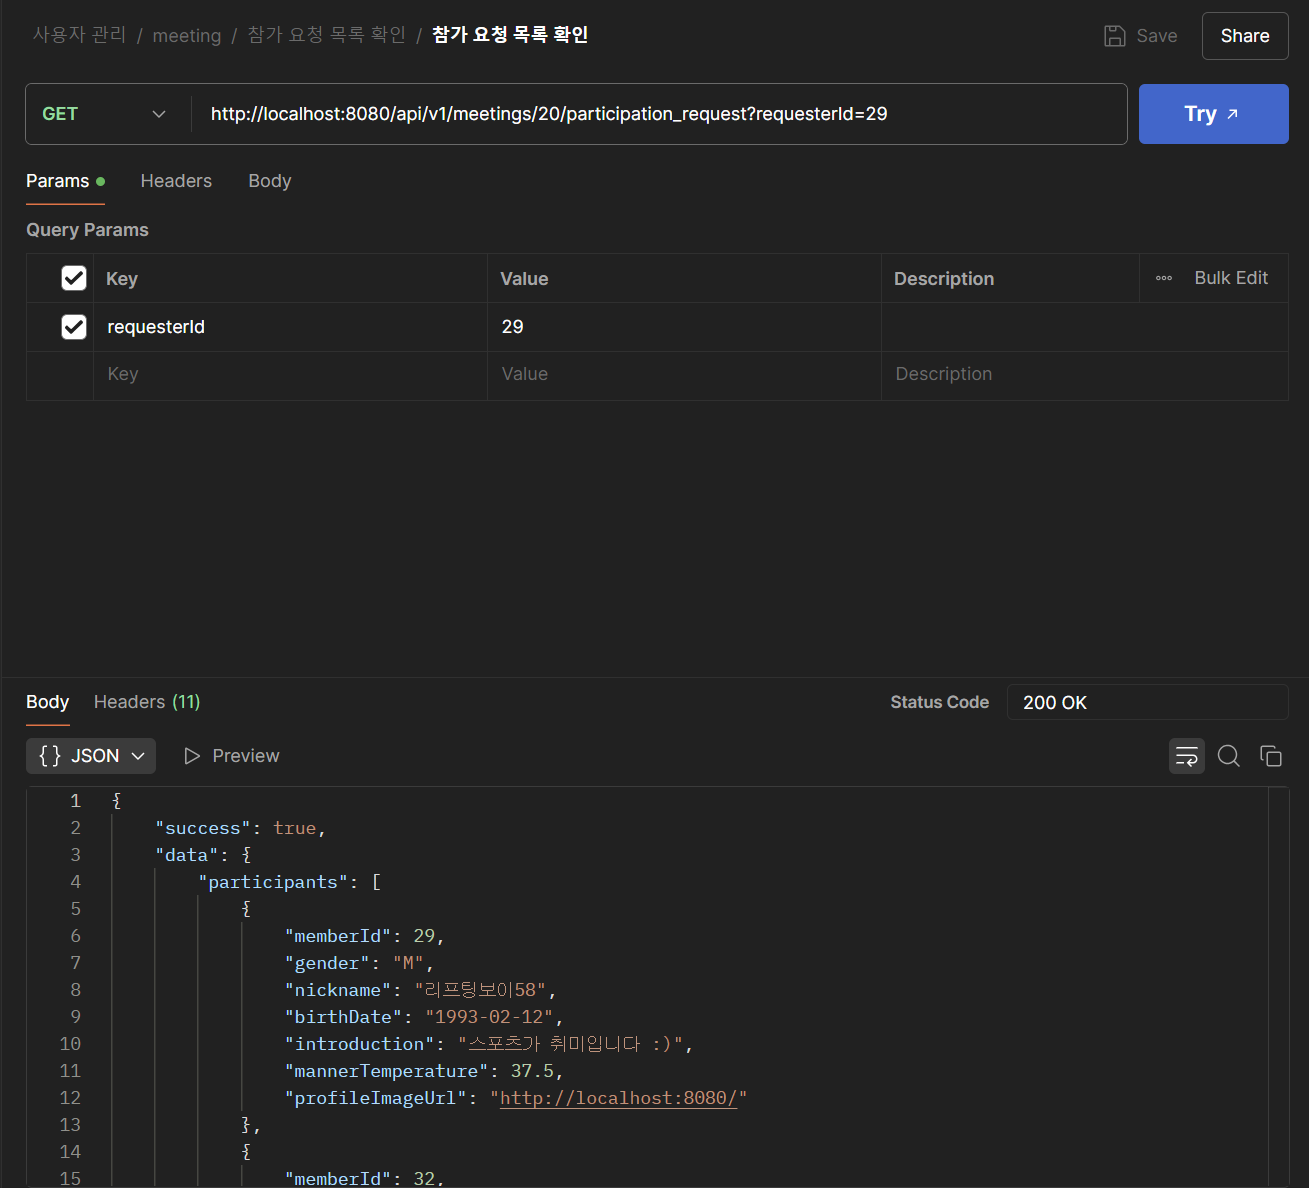 사용자 관리 / meeting / 참가 요청 목록 확인 / 참가 요청 목록 확인 Save Share
GET http://localhost:8080/api/v1/meetings/20/participation_request?requesterId=29 Try ↗
Params Headers Body
Query Params
Key Value Description Bulk Edit
requesterId 29
Key Value Description
Body Headers (11) Status Code 200 OK
{} JSON Preview
1 {
2 "success": true,
3 "data": {
4 "participants": [
5 {
6 "memberId": 29,
7 "gender": "M",
8 "nickname": "리프팅보이58",
9 "birthDate": "1993-02-12",
10 "introduction": "스포츠가 취미입니다 :)",
11 "mannerTemperature": 37.5,
12 "profileImageUrl": "http://localhost:8080/"
13 },
14 {
15 "memberId": 32,